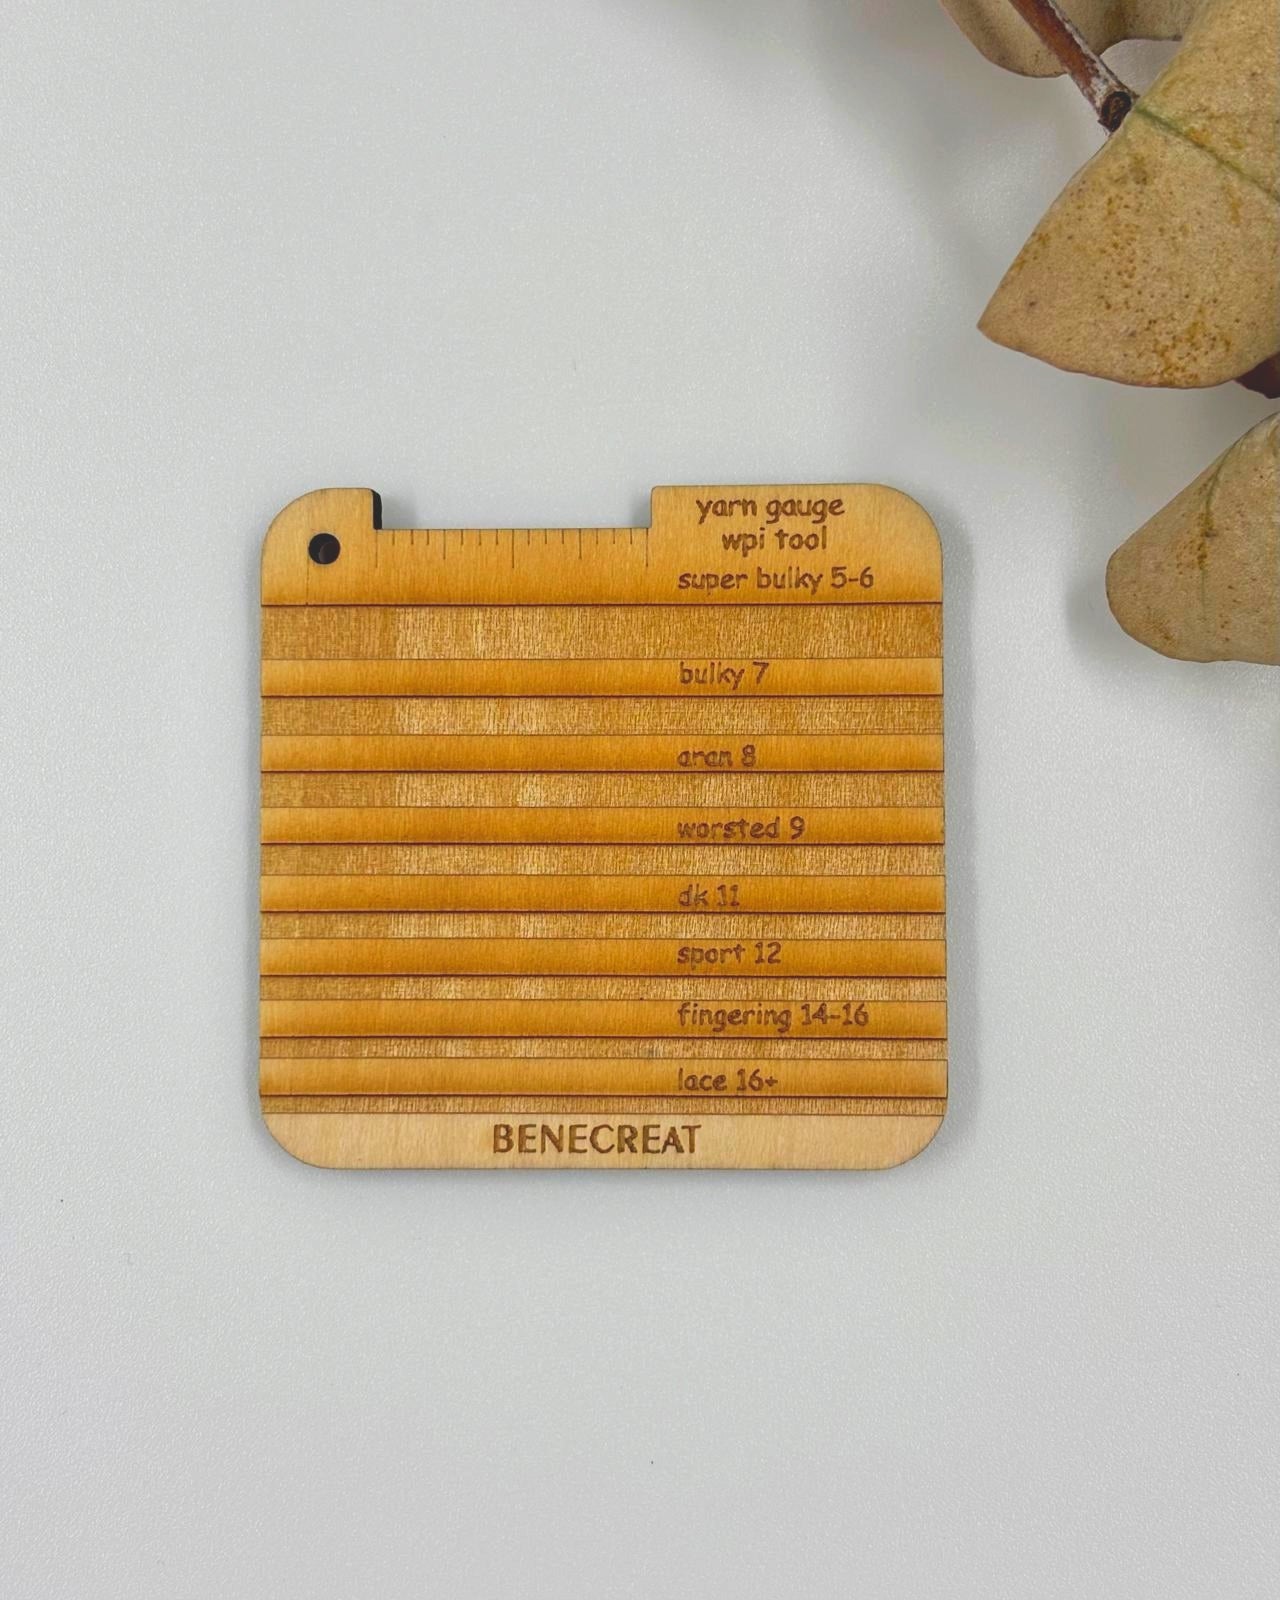 yarn gauge
wpi tool
super bulky 5-6
bulky 7
aran 8
worsted 9
dk 11
sport 12
fingering 14-16
lace 16+
BENECREAT